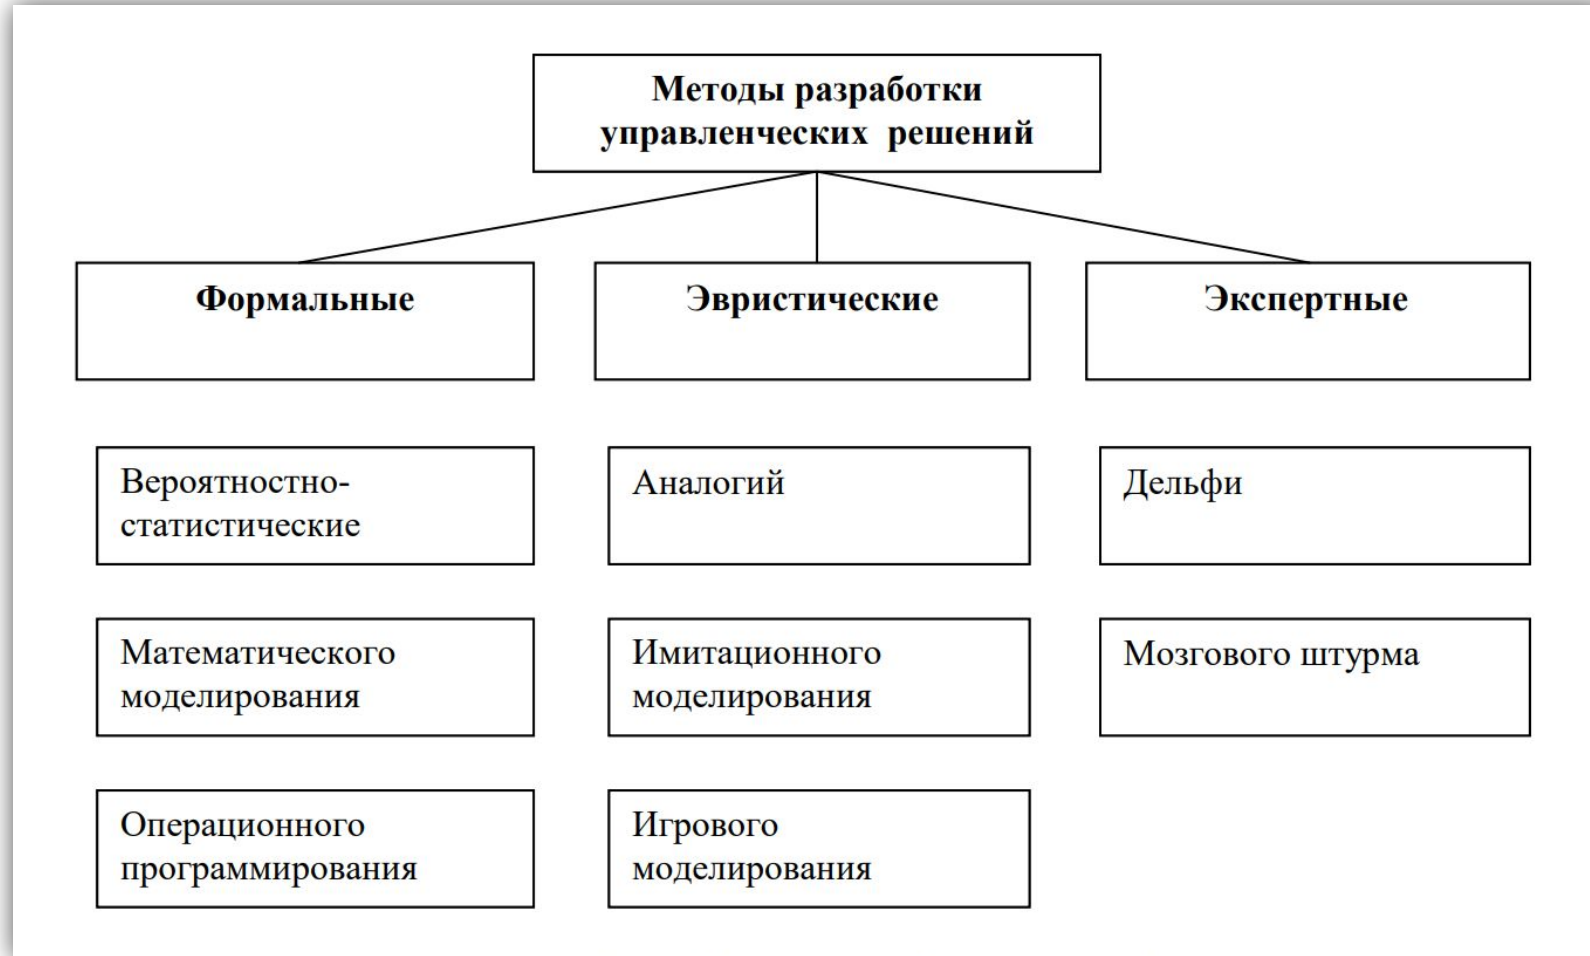 Методы разработки
управленческих решений
Формальные
Эвристические
Экспертные
Вероятностно-
статистические
Аналогий
Дельфи
Математического
моделирования
Имитационного
моделирования
Мозгового штурма
Операционного
программирования
Игрового
моделирования